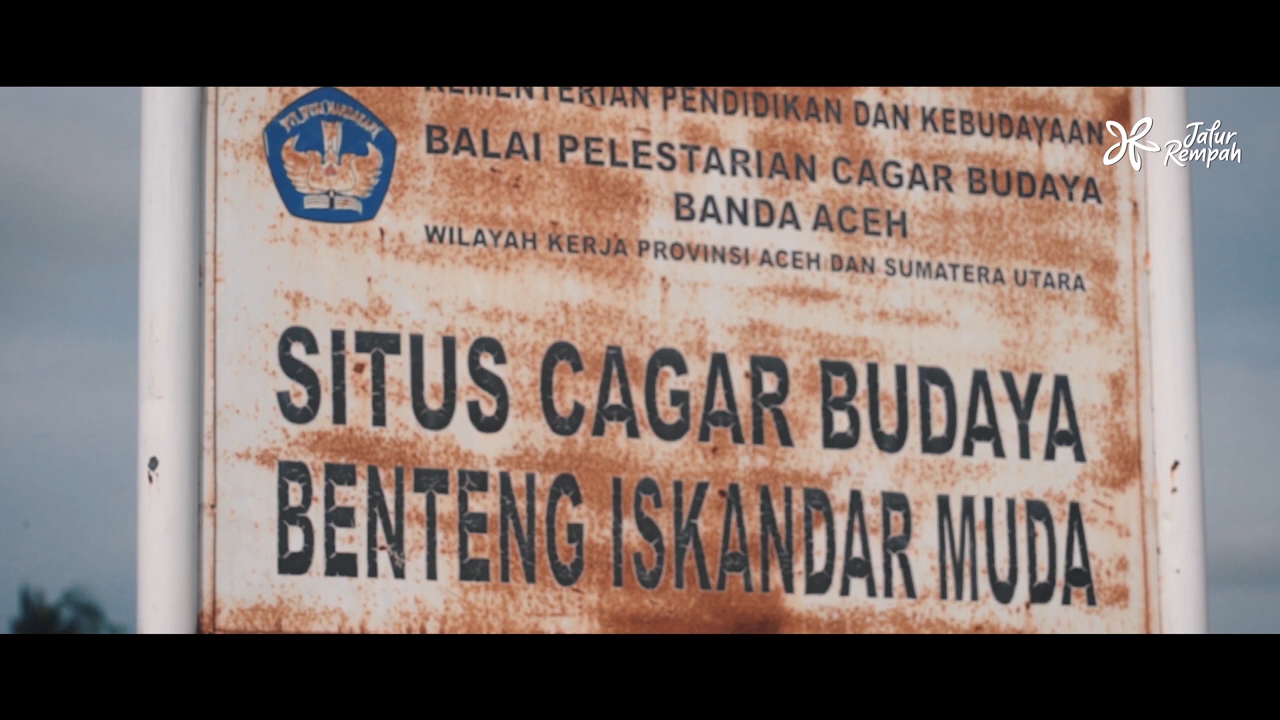 KEMENTERIAN PENDIDIKAN DAN KEBUDAYAAN
BALAI PELESTARIAN CAGAR BUDAYA
BANDA ACEH
WILAYAH KERJA PROVINSI ACEH DAN SUMATERA UTARA
SITUS CAGAR BUDAYA
BENTENG ISKANDAR MUDA
Jalur
Rempah